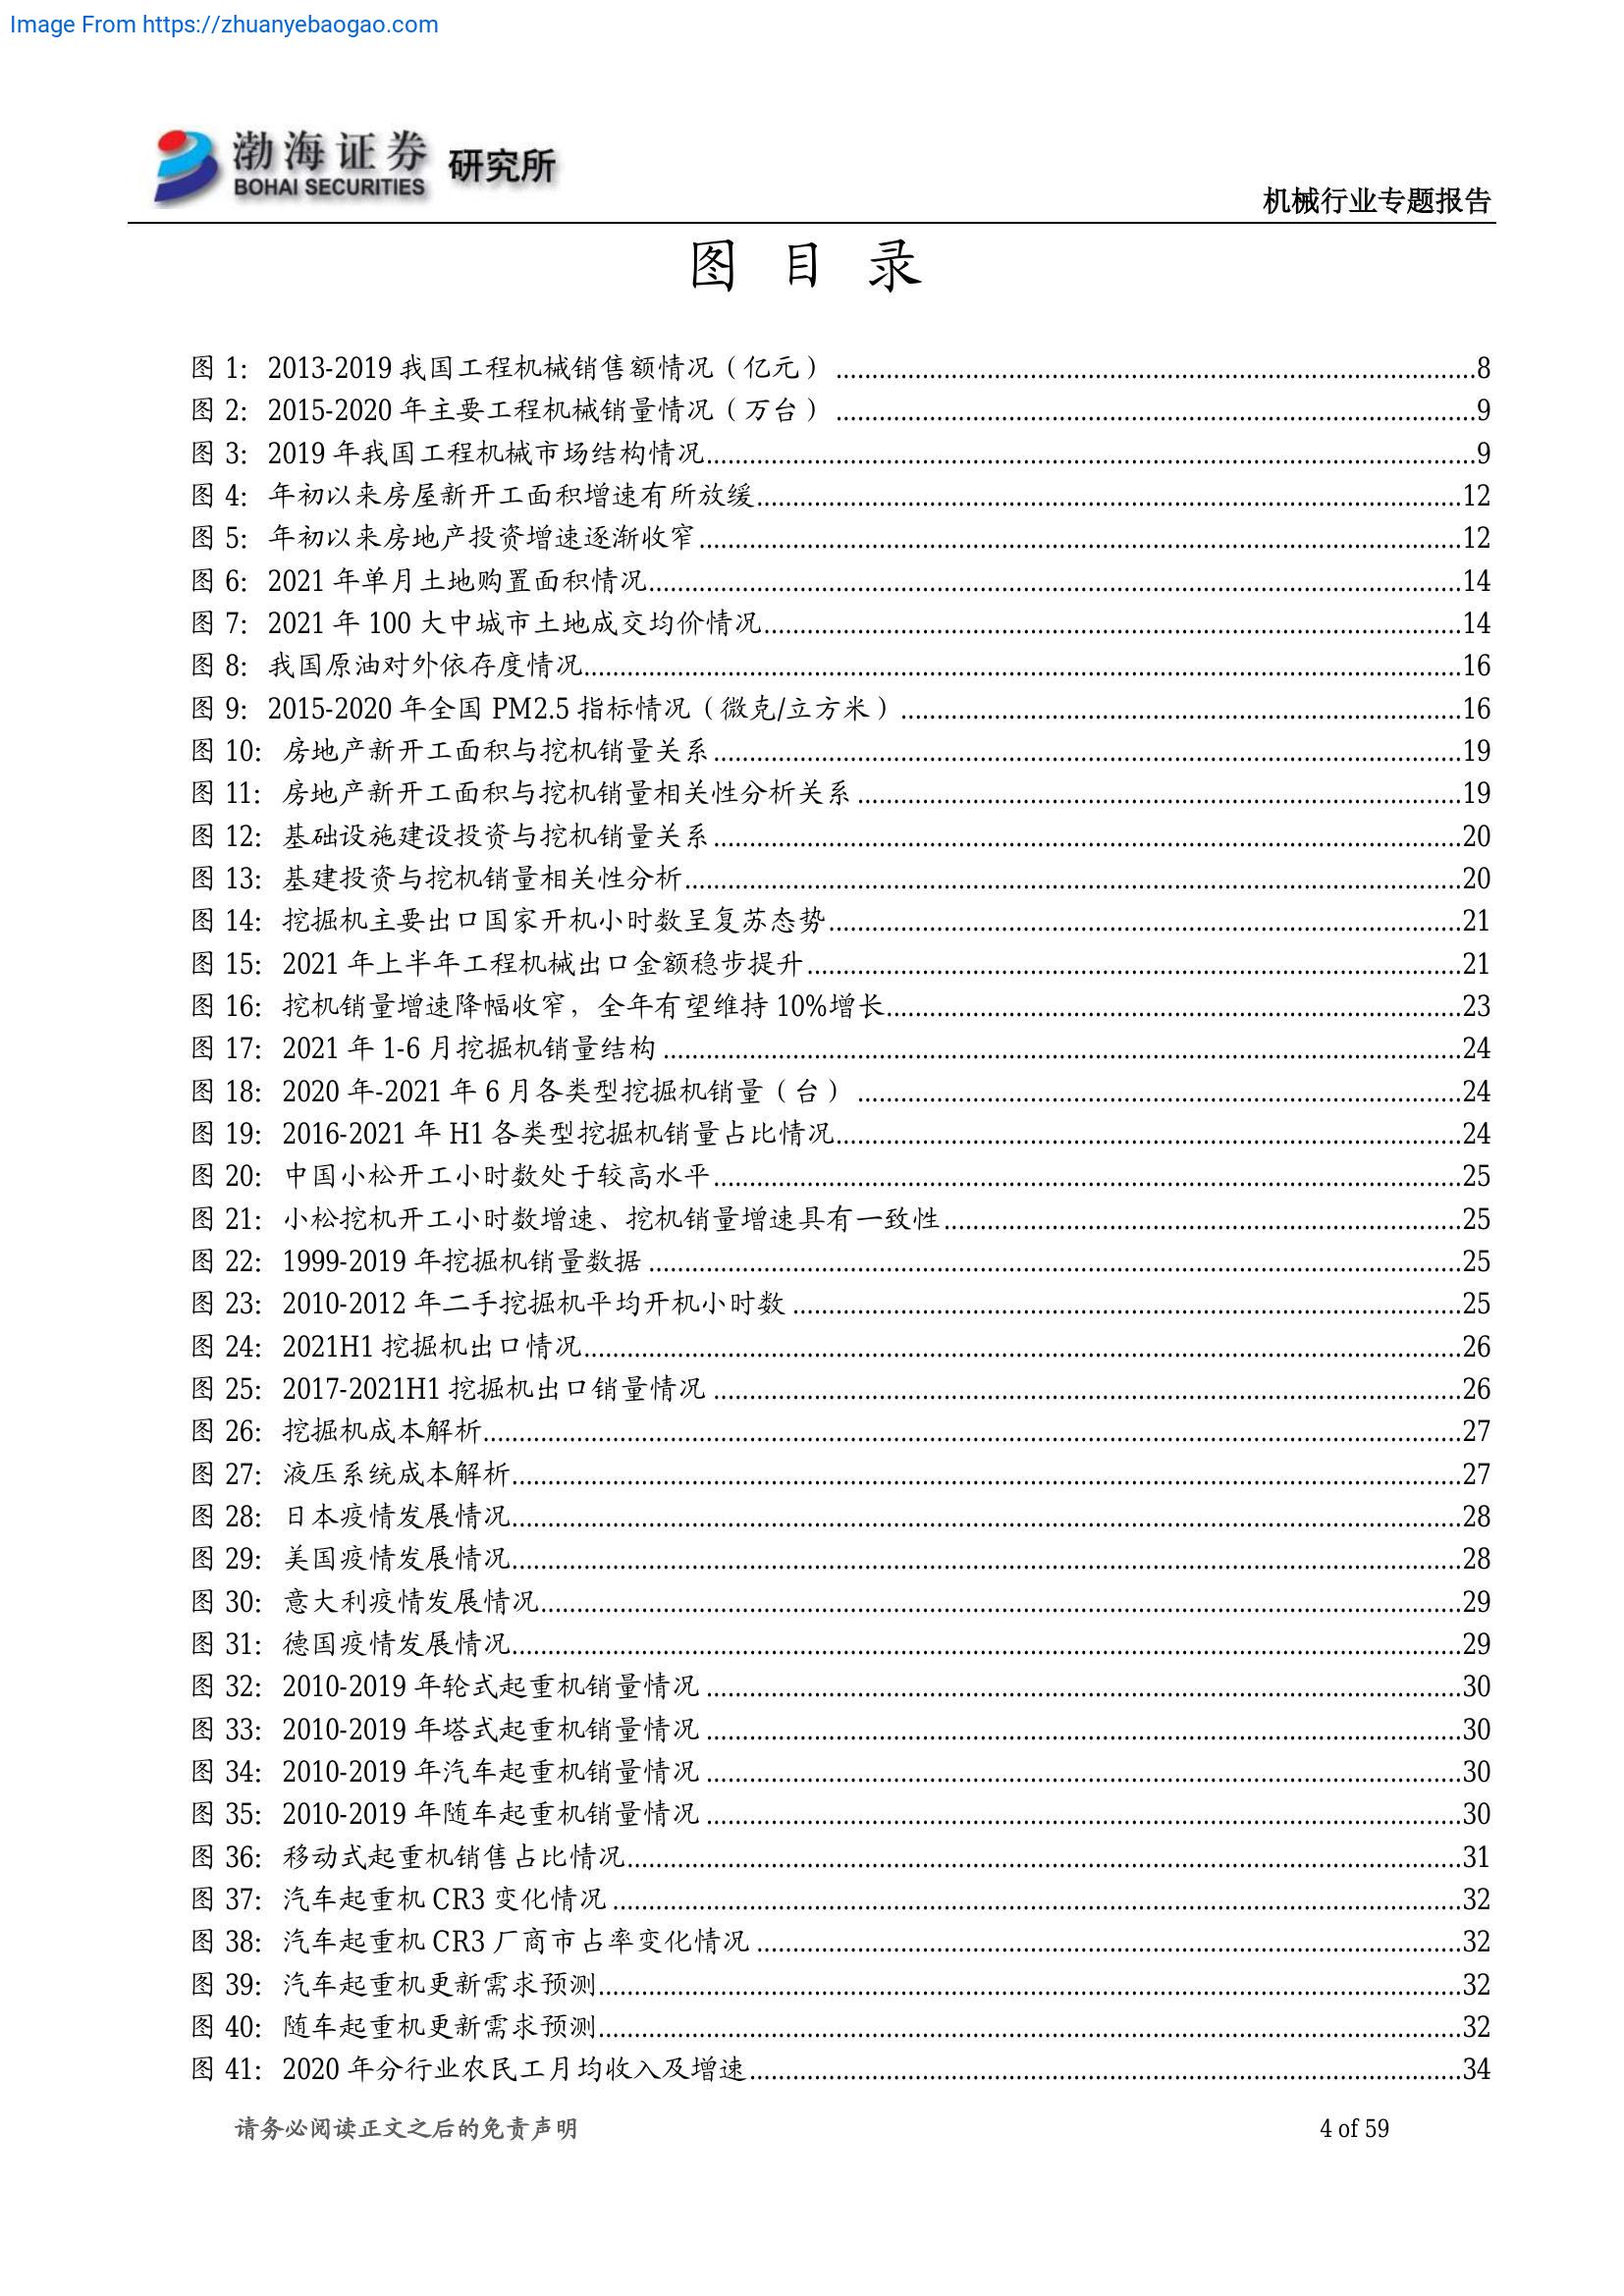 Image From https://zhuanyebaogao.com
渤海证券 研究所
BOHAI SECURITIES
机械行业专题报告
图 目 录
图 1：2013-2019 我国工程机械销售额情况（亿元）................8
图 2：2015-2020 年主要工程机械销量情况（万台）................9
图 3：2019 年我国工程机械市场结构情况................9
图 4：年初以来房屋新开工面积增速有所放缓................12
图 5：年初以来房地产投资增速逐渐收窄................12
图 6：2021 年单月土地购置面积情况................14
图 7：2021 年 100 大中城市土地成交均价情况................14
图 8：我国原油对外依存度情况................16
图 9：2015-2020 年全国 PM2.5 指标情况（微克/立方米）................16
图 10：房地产新开工面积与挖机销量关系................19
图 11：房地产新开工面积与挖机销量相关性分析关系................19
图 12：基础设施建设投资与挖机销量关系................20
图 13：基建投资与挖机销量相关性分析................20
图 14：挖掘机主要出口国家开机小时数呈复苏态势................21
图 15：2021 年上半年工程机械出口金额稳步提升................21
图 16：挖机销量增速降幅收窄，全年有望维持 10%增长................23
图 17：2021 年 1-6 月挖掘机销量结构................24
图 18：2020 年-2021 年 6 月各类型挖掘机销量（台）................24
图 19：2016-2021 年 H1 各类型挖掘机销量占比情况................24
图 20：中国小松开工小时数处于较高水平................25
图 21：小松挖机开工小时数增速、挖机销量增速具有一致性................25
图 22：1999-2019 年挖掘机销量数据................25
图 23：2010-2012 年二手挖掘机平均开机小时数................25
图 24：2021H1 挖掘机出口情况................26
图 25：2017-2021H1 挖掘机出口销量情况................26
图 26：挖掘机成本解析................27
图 27：液压系统成本解析................27
图 28：日本疫情发展情况................28
图 29：美国疫情发展情况................28
图 30：意大利疫情发展情况................29
图 31：德国疫情发展情况................29
图 32：2010-2019 年轮式起重机销量情况................30
图 33：2010-2019 年塔式起重机销量情况................30
图 34：2010-2019 年汽车起重机销量情况................30
图 35：2010-2019 年随车起重机销量情况................30
图 36：移动式起重机销售占比情况................31
图 37：汽车起重机 CR3 变化情况................32
图 38：汽车起重机 CR3 厂商市占率变化情况................32
图 39：汽车起重机更新需求预测................32
图 40：随车起重机更新需求预测................32
图 41：2020 年分行业农民工月均收入及增速................34
请务必阅读正文之后的免责声明 4 of 59